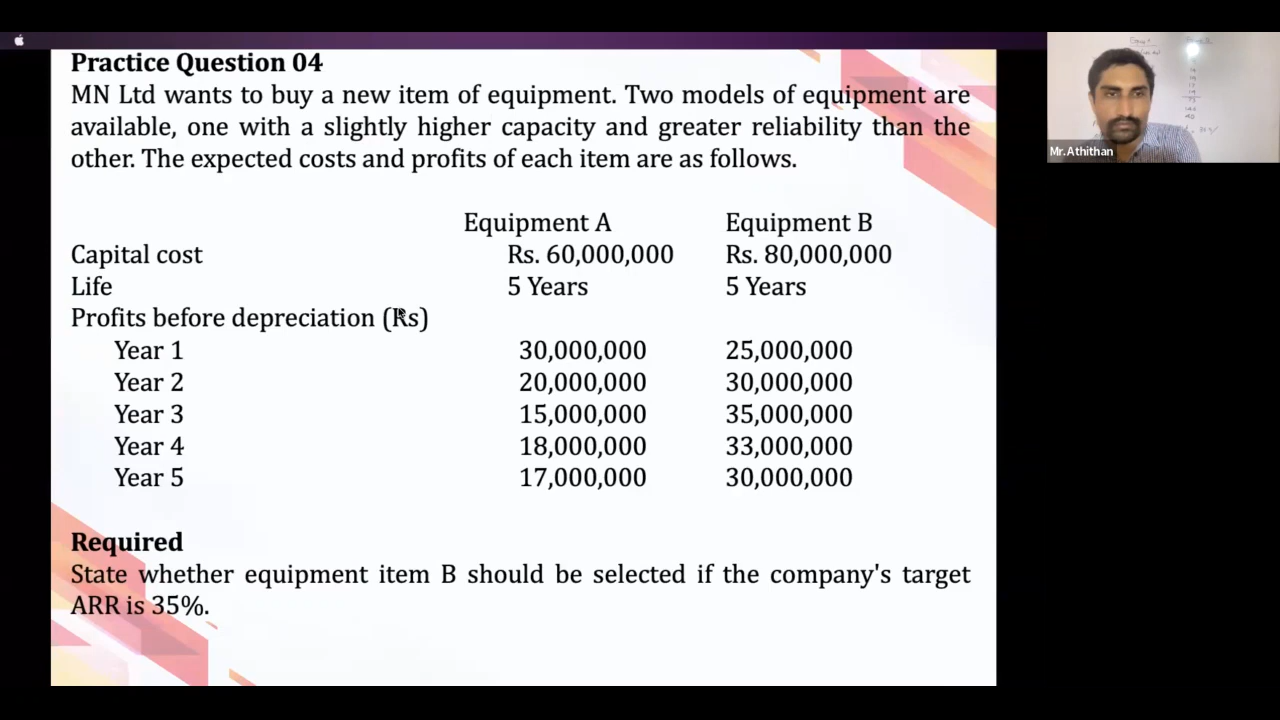 Practice Question 04
MN Ltd wants to buy a new item of equipment. Two models of equipment are
available, one with a slightly higher capacity and greater reliability than the
other. The expected costs and profits of each item are as follows.
Equipment A Equipment B
Capital cost Rs. 60,000,000 Rs. 80,000,000
Life 5 Years 5 Years
Profits before depreciation (Rs)
Year 1 30,000,000 25,000,000
Year 2 20,000,000 30,000,000
Year 3 15,000,000 35,000,000
Year 4 18,000,000 33,000,000
Year 5 17,000,000 30,000,000
Required
State whether equipment item B should be selected if the company's target
ARR is 35%.
Mr.Athithan